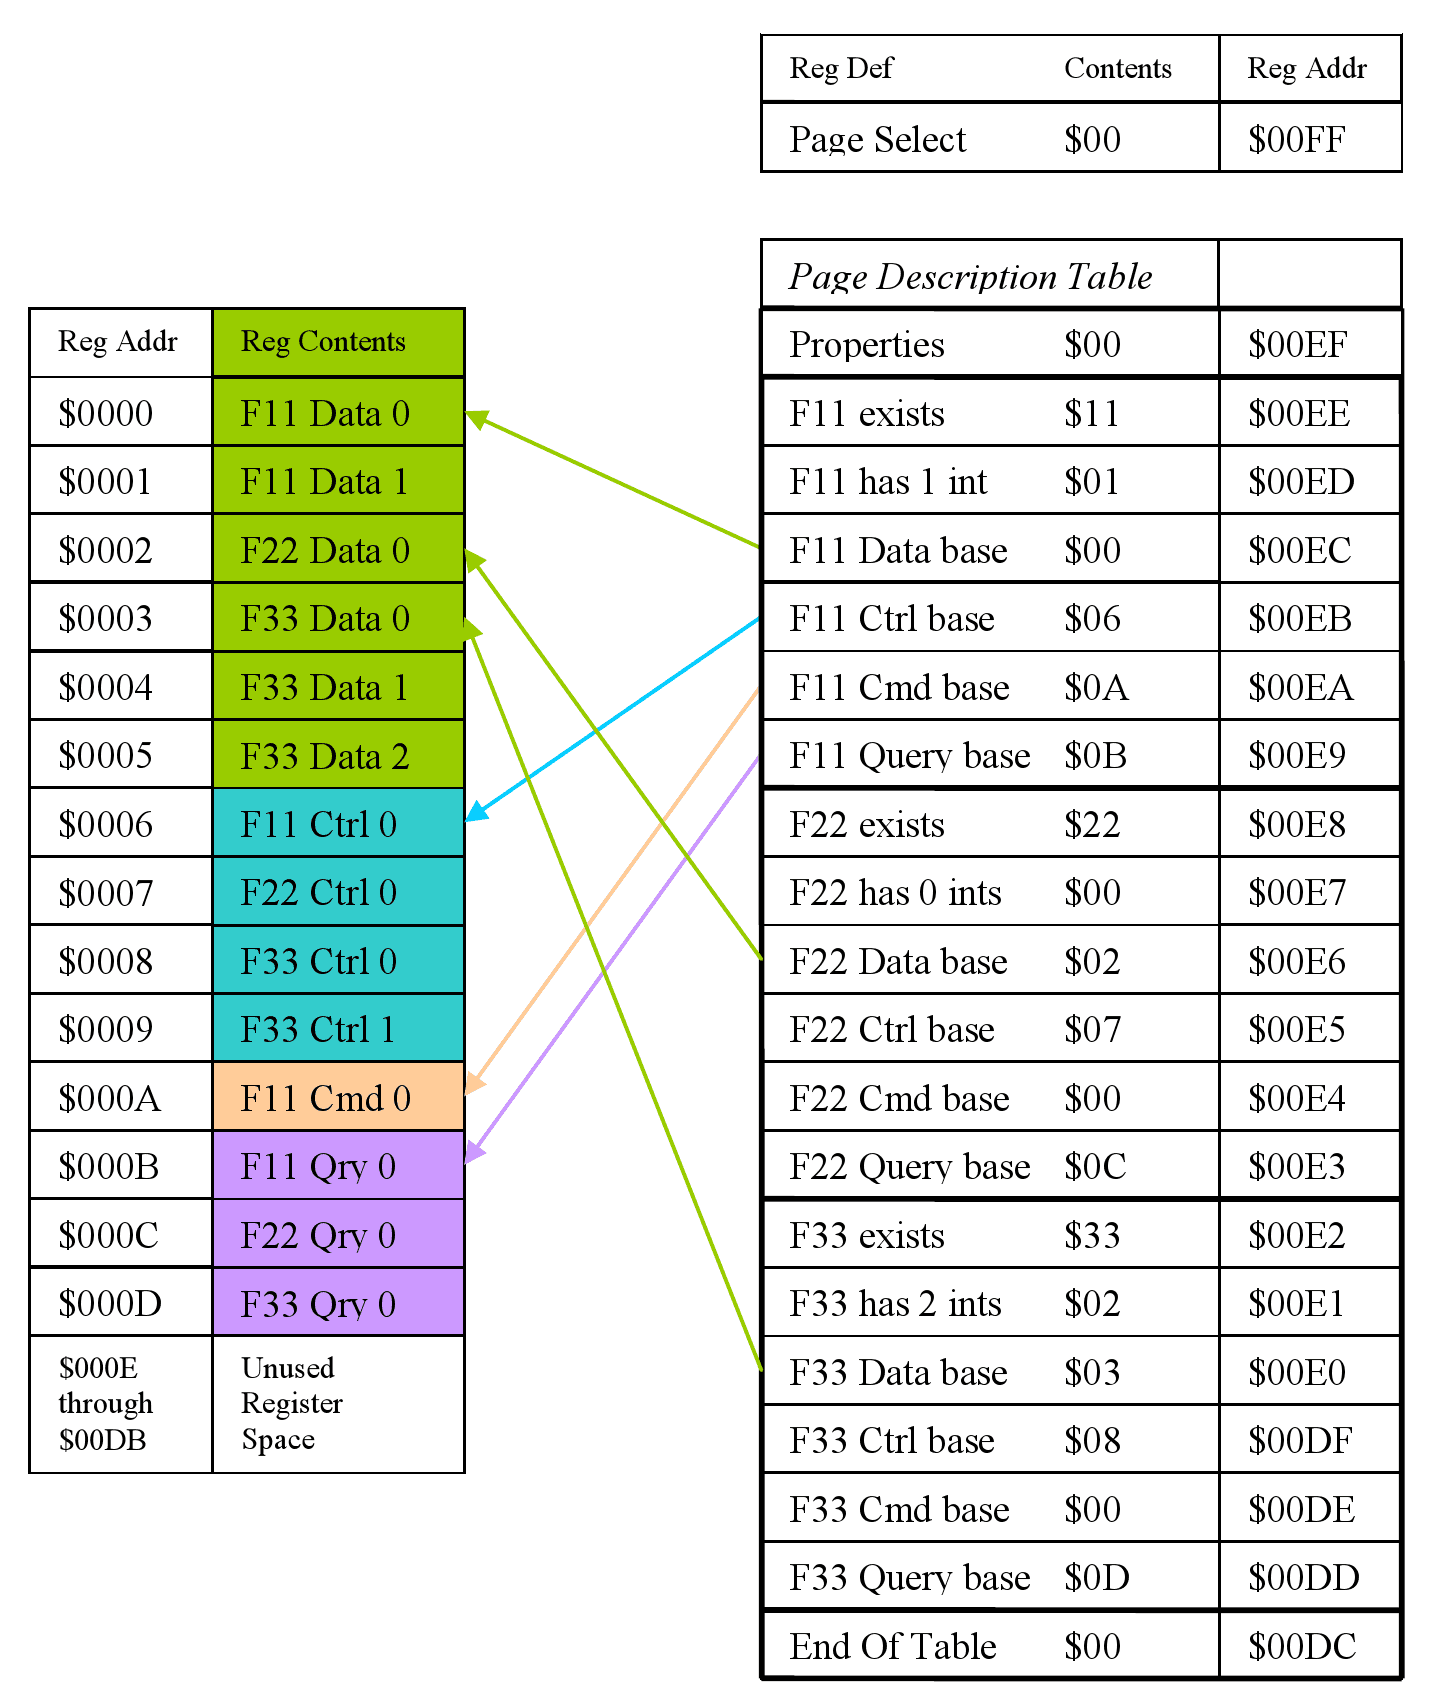 Reg Def Contents Reg Addr
Page Select $00 $00FF
Page Description Table
Properties $00 $00EF
F11 exists $11 $00EE
F11 has 1 int $01 $00ED
F11 Data base $00 $00EC
F11 Ctrl base $06 $00EB
F11 Cmd base $0A $00EA
F11 Query base $0B $00E9
F22 exists $22 $00E8
F22 has 0 ints $00 $00E7
F22 Data base $02 $00E6
F22 Ctrl base $07 $00E5
F22 Cmd base $00 $00E4
F22 Query base $0C $00E3
F33 exists $33 $00E2
F33 has 2 ints $02 $00E1
F33 Data base $03 $00E0
F33 Ctrl base $08 $00DF
F33 Cmd base $00 $00DE
F33 Query base $0D $00DD
End Of Table $00 $00DC
Reg Addr Reg Contents
$0000 F11 Data 0
$0001 F11 Data 1
$0002 F22 Data 0
$0003 F33 Data 0
$0004 F33 Data 1
$0005 F33 Data 2
$0006 F11 Ctrl 0
$0007 F22 Ctrl 0
$0008 F33 Ctrl 0
$0009 F33 Ctrl 1
$000A F11 Cmd 0
$000B F11 Qry 0
$000C F22 Qry 0
$000D F33 Qry 0
$000E Unused
through Register
$00DB Space